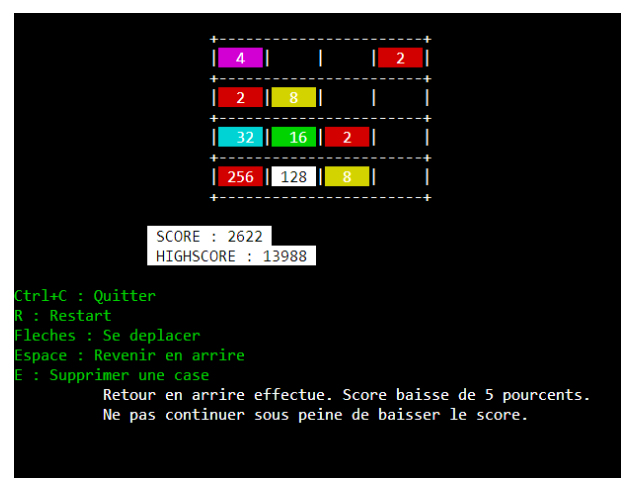 4 2
2 8
32 16 2
256 128 8
SCORE : 2622
HIGHSCORE : 13988
Ctrl+C : Quitter
R : Restart
Fleches : Se deplacer
Espace : Revenir en arrire
E : Supprimer une case
Retour en arrire effectue. Score baisse de 5 pourcents.
Ne pas continuer sous peine de baisser le score.